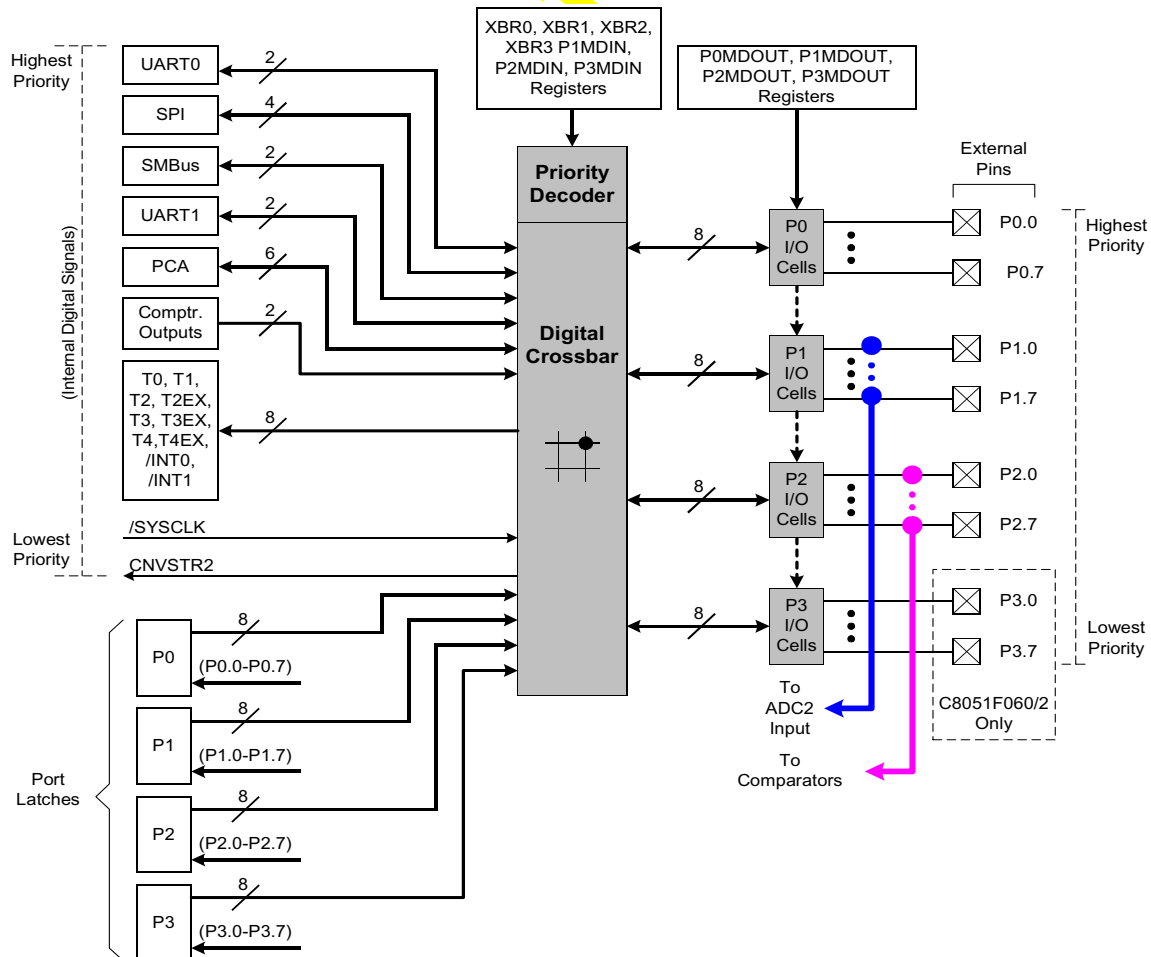 XBR0, XBR1, XBR2,
XBR3 P1MDIN,
P2MDIN, P3MDIN
Registers
P0MDOUT, P1MDOUT,
P2MDOUT, P3MDOUT
Registers
Highest
Priority
UART0
2
SPI
4
SMBus
2
UART1
2
PCA
6
Comptr.
Outputs
2
T0, T1,
T2, T2EX,
T3, T3EX,
T4,T4EX,
/INT0,
/INT1
8
(Internal Digital Signals)
Lowest
Priority
/SYSCLK
CNVSTR2
Priority
Decoder
Digital
Crossbar
External
Pins
8
P0
I/O
Cells
P0.0
P0.7
Highest
Priority
8
P1
I/O
Cells
P1.0
P1.7
8
P2
I/O
Cells
P2.0
P2.7
8
P3
I/O
Cells
P3.0
P3.7
Lowest
Priority
C8051F060/2
Only
To
ADC2
Input
To
Comparators
Port
Latches
P0
8
(P0.0-P0.7)
P1
8
(P1.0-P1.7)
P2
8
(P2.0-P2.7)
P3
8
(P3.0-P3.7)